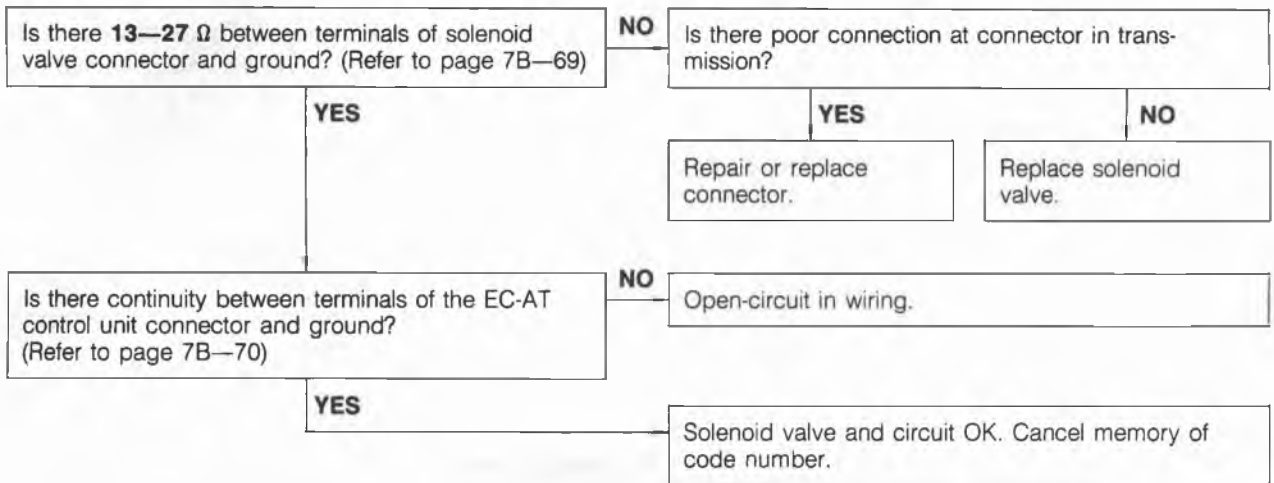 Is there 13—27 Ω between terminals of solenoid
valve connector and ground? (Refer to page 7B—69)
NO
Is there poor connection at connector in trans-
mission?
YES
YES
NO
Repair or replace
connector.
Replace solenoid
valve.
Is there continuity between terminals of the EC-AT
control unit connector and ground?
(Refer to page 7B—70)
NO
Open-circuit in wiring.
YES
Solenoid valve and circuit OK. Cancel memory of
code number.